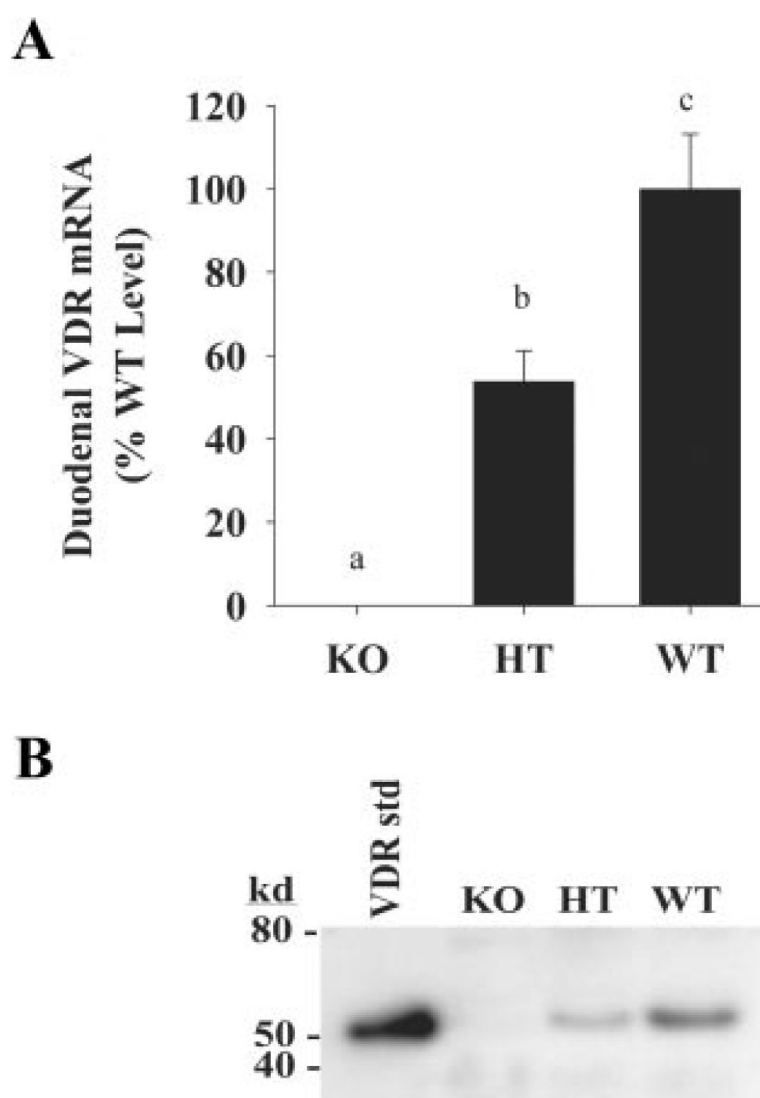 A
Duodenal VDR mRNA
(% WT Level)
120
100
80
60
40
20
0
a
b
c
KO HT WT
B
VDR std
KO HT WT
kd
80 -
50 -
40 -